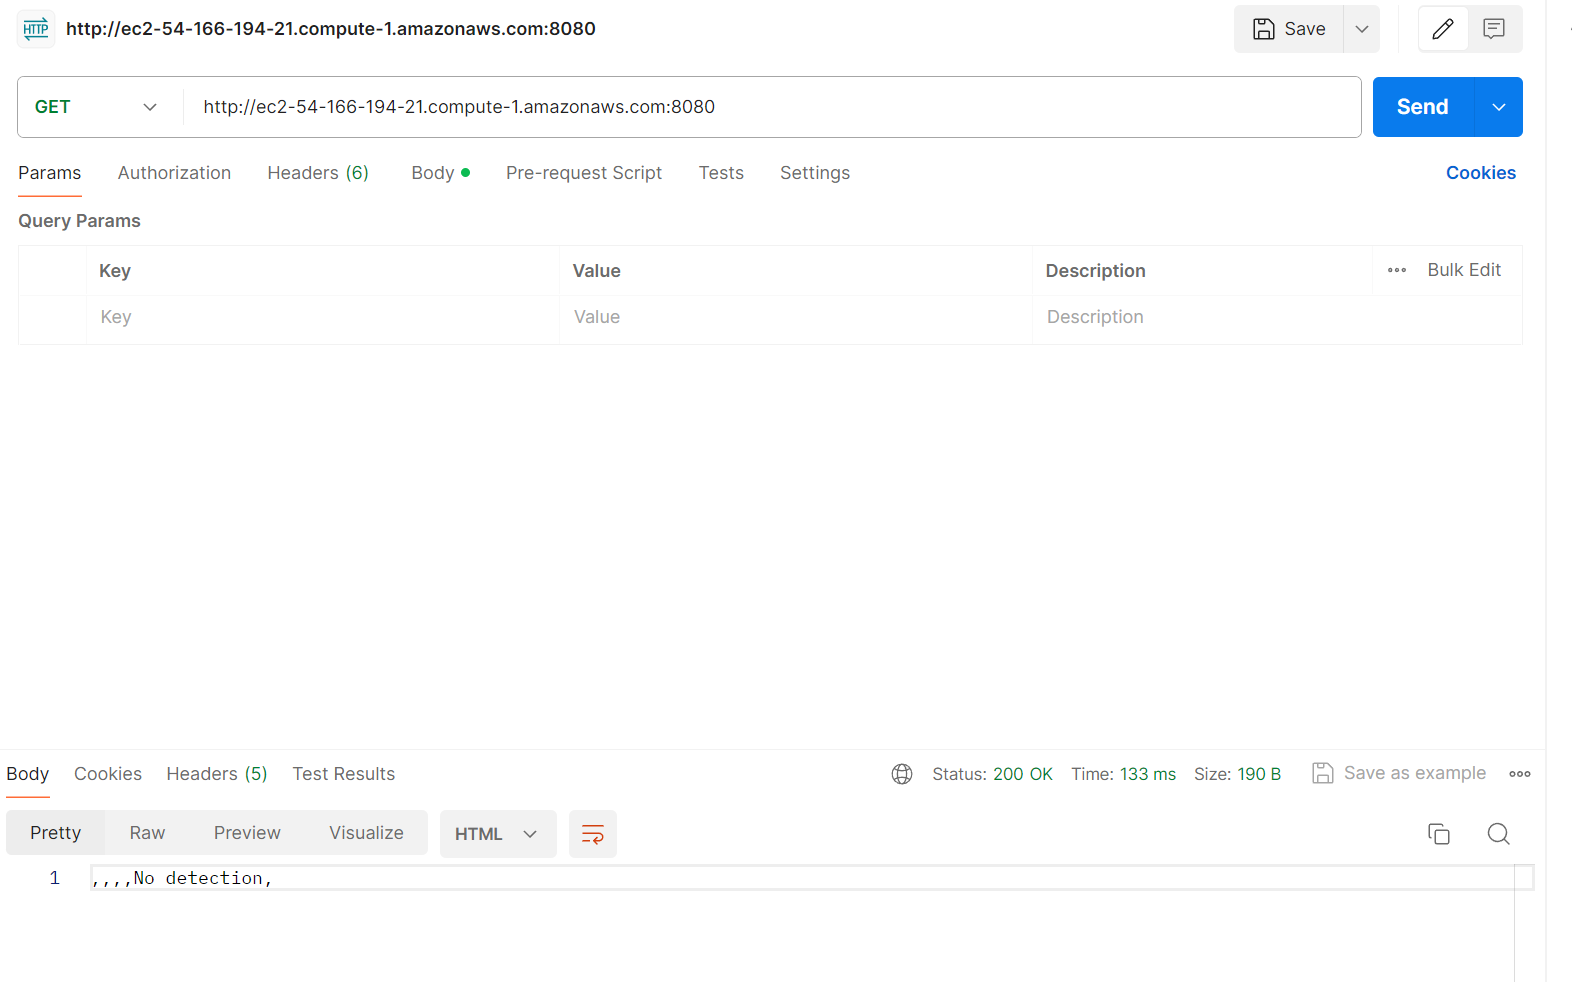 HTTP http://ec2-54-166-194-21.compute-1.amazonaws.com:8080 Save
GET http://ec2-54-166-194-21.compute-1.amazonaws.com:8080 Send
Params Authorization Headers (6) Body Pre-request Script Tests Settings Cookies
Query Params
Key Value Description Bulk Edit
Key Value Description
Body Cookies Headers (5) Test Results Status: 200 OK Time: 133 ms Size: 190 B Save as example
Pretty Raw Preview Visualize HTML
1 ,,,,No detection,